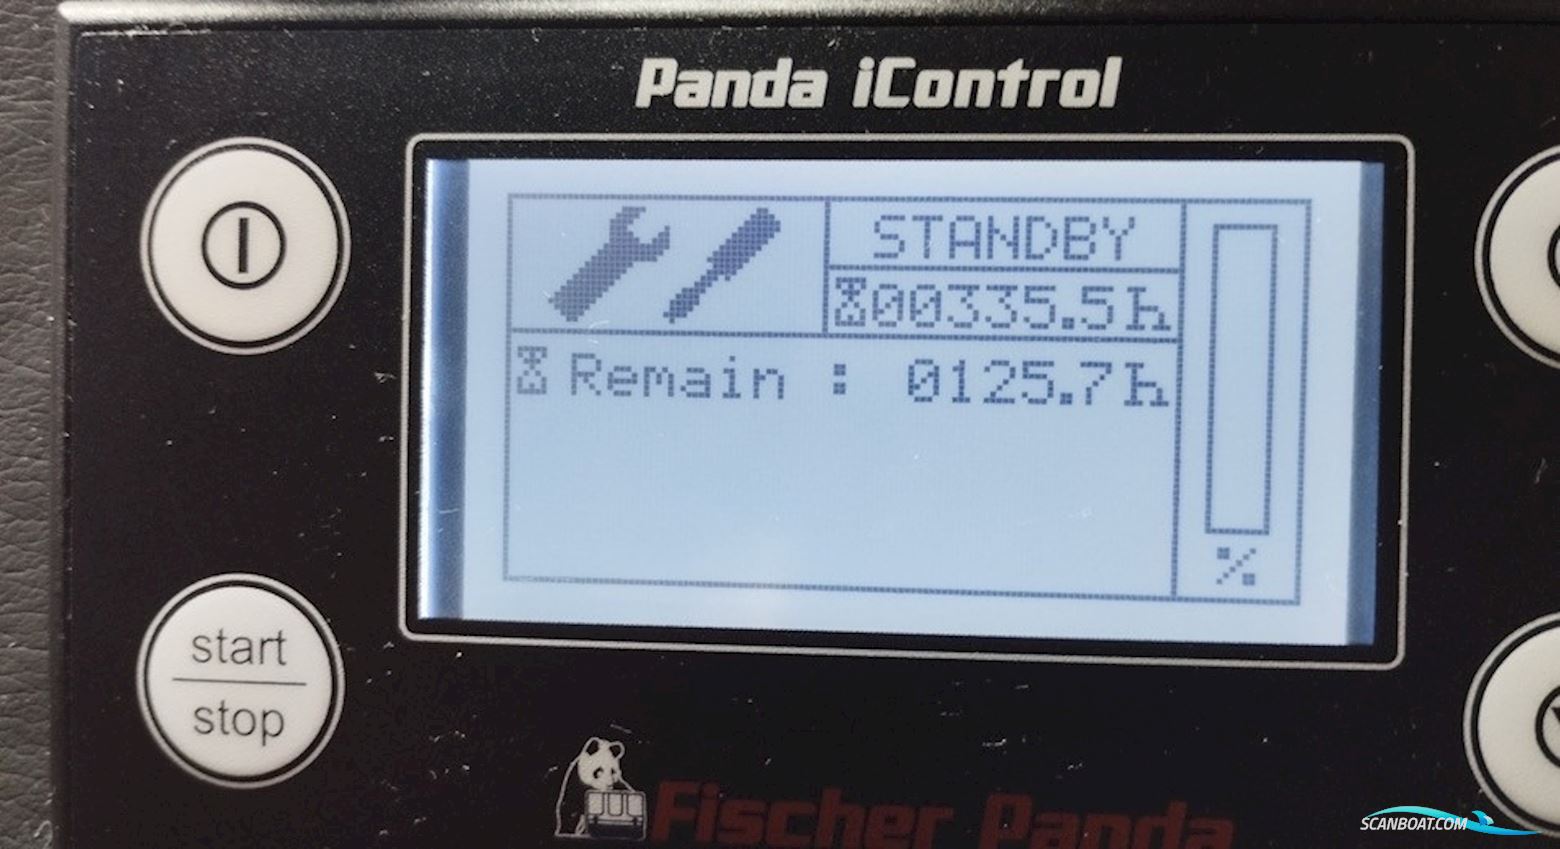 Panda iControl
STANDBY
00335.5h
Remain : 0125.7h
%
start
stop
Fischer Panda
SCANBOAT.COM